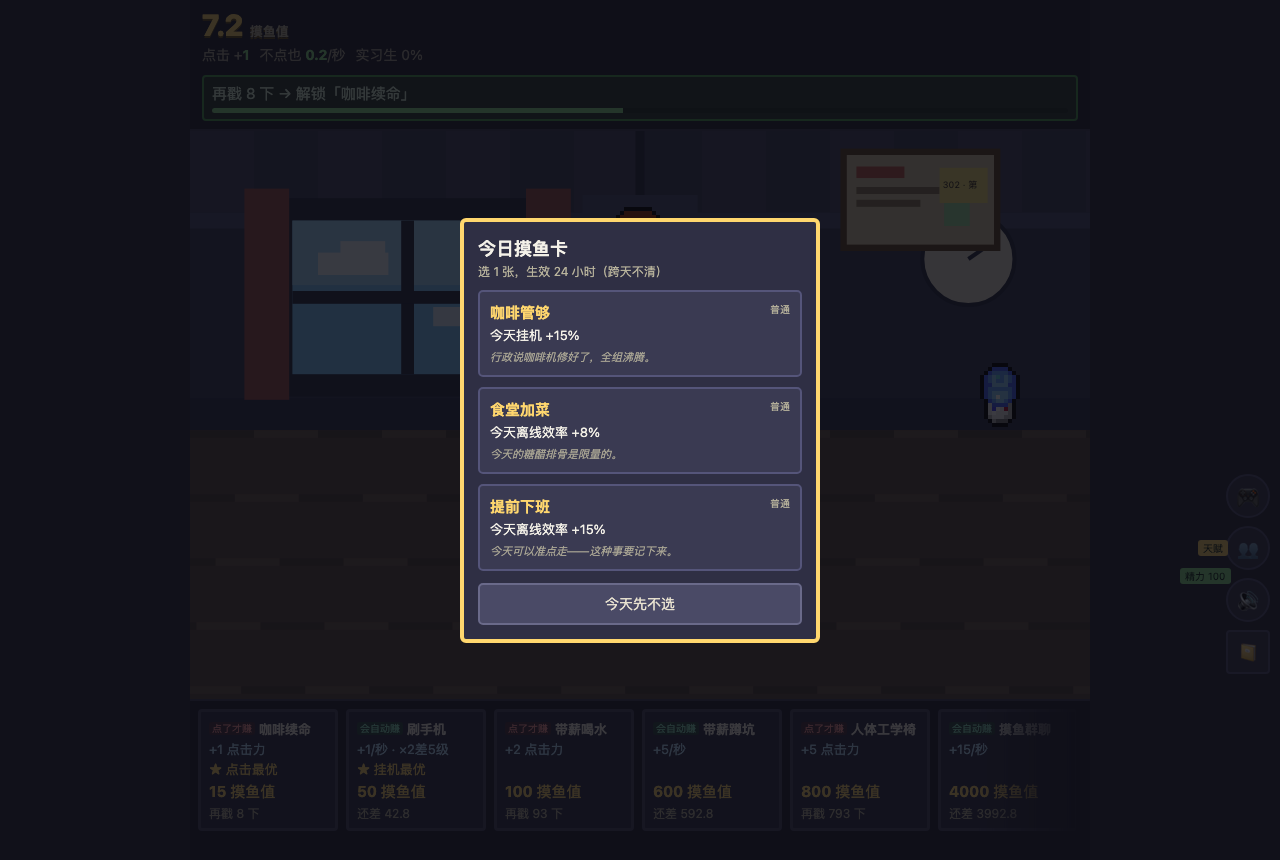 7.2 摸鱼值
点击 +1 不点也 0.2/秒 实习生 0%
再戳 8 下 → 解锁「咖啡续命」
302 · 第
今日摸鱼卡
选 1 张，生效 24 小时（跨天不清）
咖啡管够 普通
今天挂机 +15%
行政说咖啡机修好了，全组沸腾。
食堂加菜 普通
今天离线效率 +8%
今天的糖醋排骨是限量的。
提前下班 普通
今天离线效率 +15%
今天可以准点走——这种事要记下来。
今天先不选
天赋
精力 100
点了才赚 咖啡续命
+1 点击力
★ 点击最优
15 摸鱼值
再戳 8 下
会自动赚 刷手机
+1/秒 · ×2差5级
★ 挂机最优
50 摸鱼值
还差 42.8
点了才赚 带薪喝水
+2 点击力
100 摸鱼值
再戳 93 下
会自动赚 带薪蹲坑
+5/秒
600 摸鱼值
还差 592.8
点了才赚 人体工学椅
+5 点击力
800 摸鱼值
再戳 793 下
会自动赚 摸鱼群聊
+15/秒
4000 摸鱼值
还差 3992.8